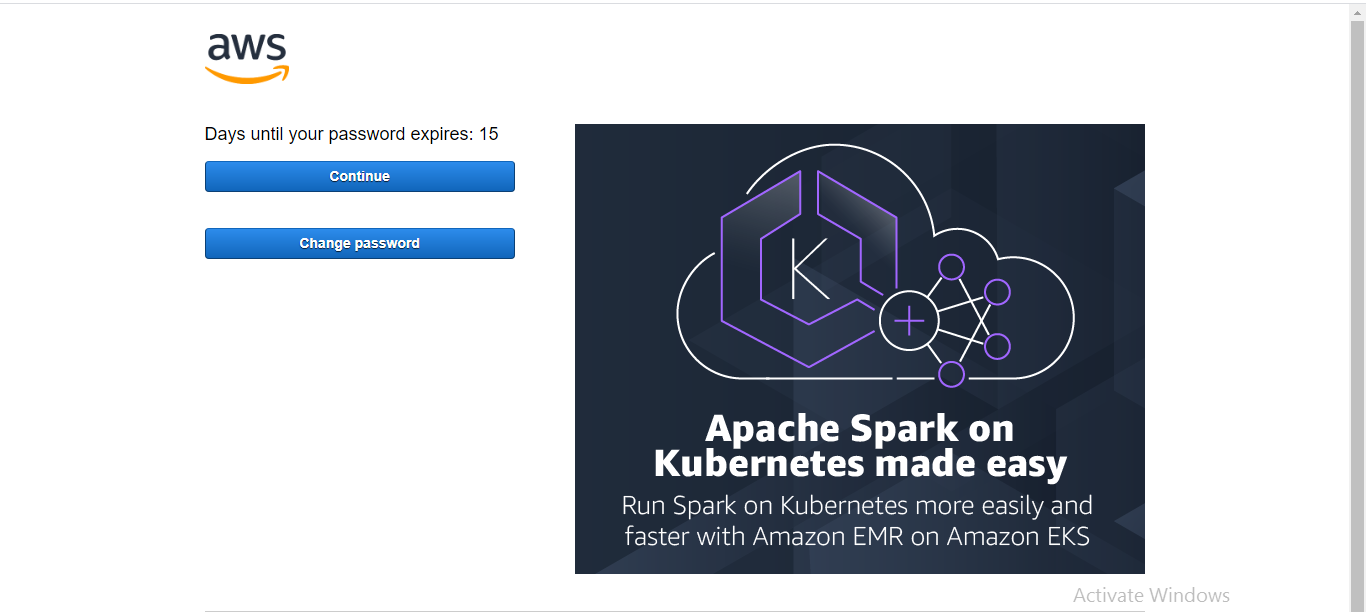 aws
Days until your password expires: 15
Continue
Change password
K
Apache Spark on
Kubernetes made easy
Run Spark on Kubernetes more easily and
faster with Amazon EMR on Amazon EKS
Activate Windows